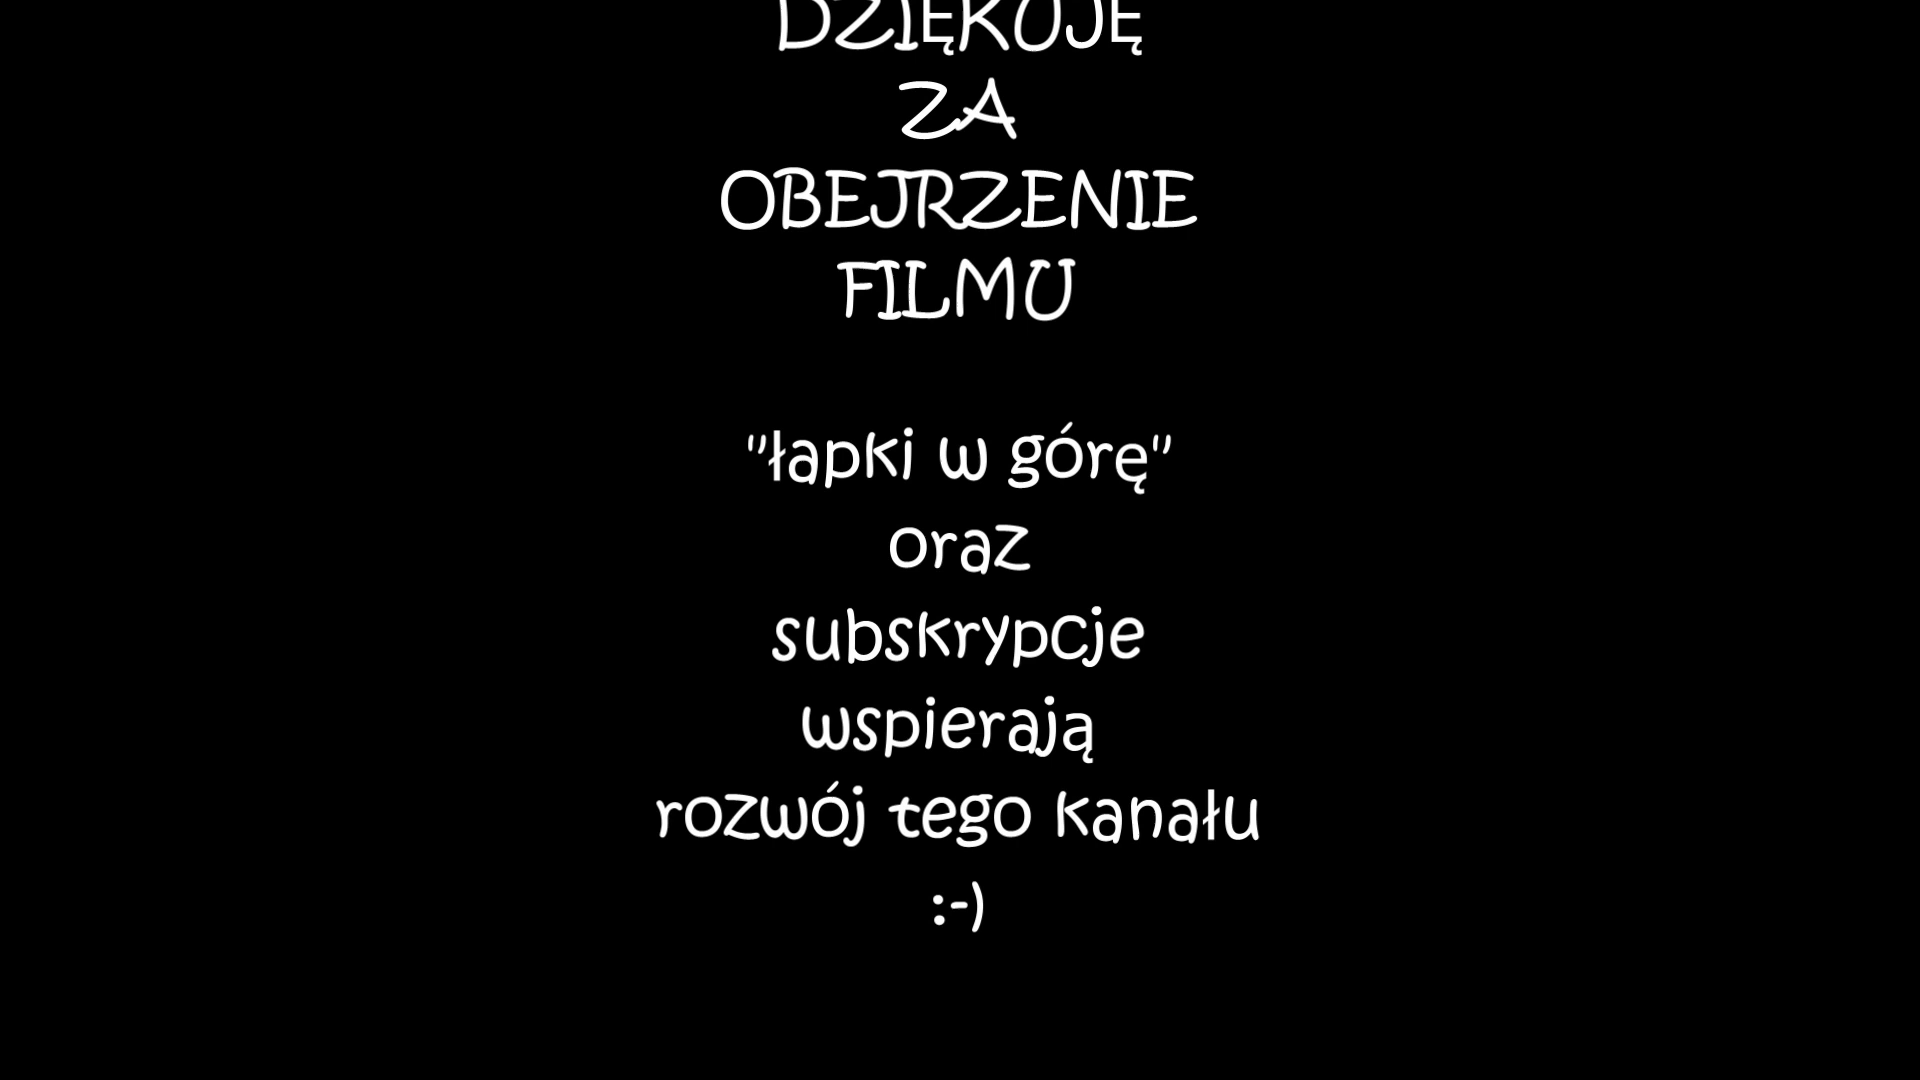 DZIĘKUJĘ
ZA
OBEJRZENIE
FILMU
"łapki w górę"
oraz
subskrypcje
wspierają
rozwój tego kanału
:-)